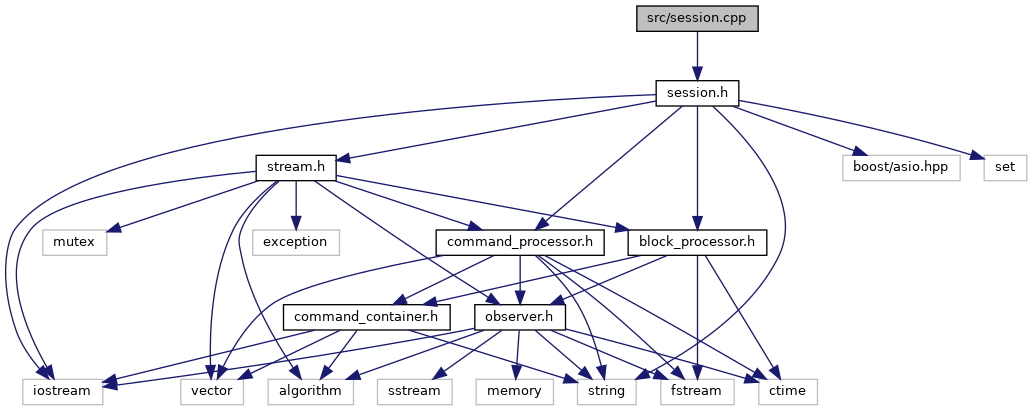 src/session.cpp
session.h
stream.h
boost/asio.hpp
set
mutex
exception
command_processor.h
block_processor.h
command_container.h
observer.h
iostream
vector
algorithm
sstream
memory
string
fstream
ctime